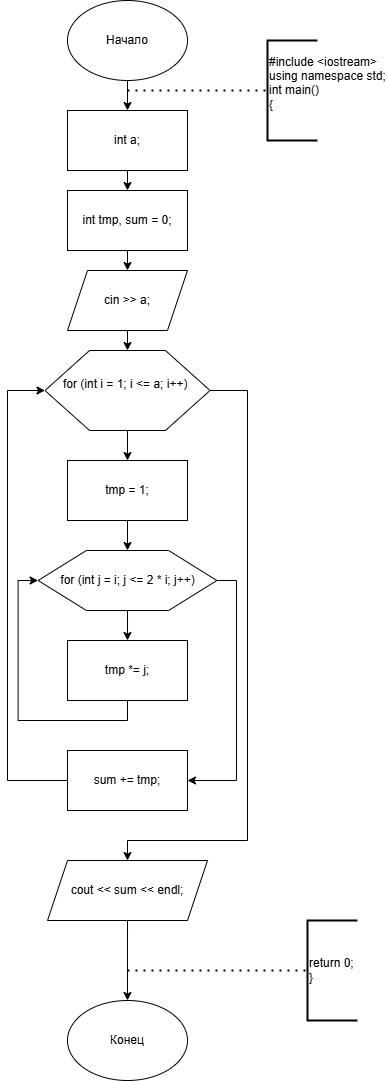 Начало
#include <iostream>
using namespace std;
int main()
{
int a;
int tmp, sum = 0;
cin >> a;
for (int i = 1; i <= a; i++)
tmp = 1;
for (int j = i; j <= 2 * i; j++)
tmp *= j;
sum += tmp;
cout << sum << endl;
return 0;
}
Конец